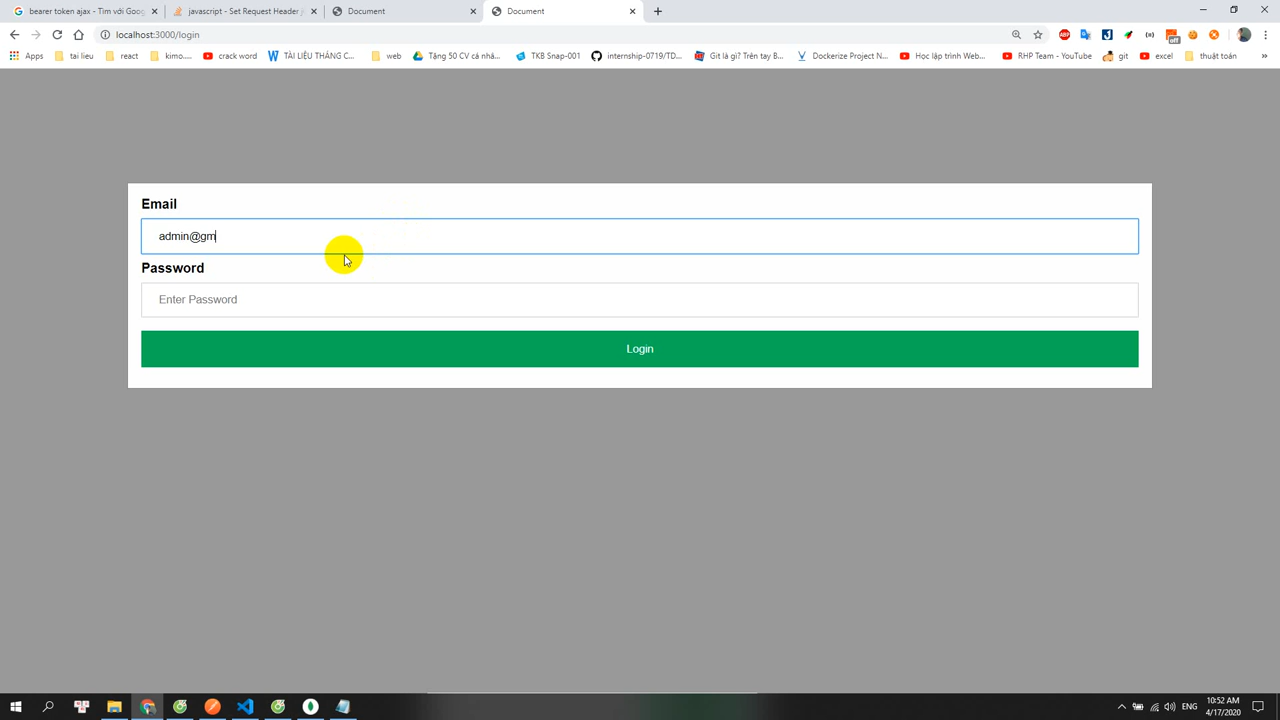 bearer token ajax - Tìm với Goog
javascript - Set Request Header j
Document
Document
localhost:3000/login
Apps
tai lieu
react
kimo....
crack word
TÀI LIỆU THÁNG C...
web
Tặng 50 CV cá nhâ...
TKB Snap-001
internship-0719/TD...
Git là gì? Trên tay B...
Dockerize Project N...
Học lập trình Web...
RHP Team - YouTube
git
excel
thuật toán
»
Email
admin@gm
Password
Enter Password
Login
ENG
10:52 AM
4/17/2020